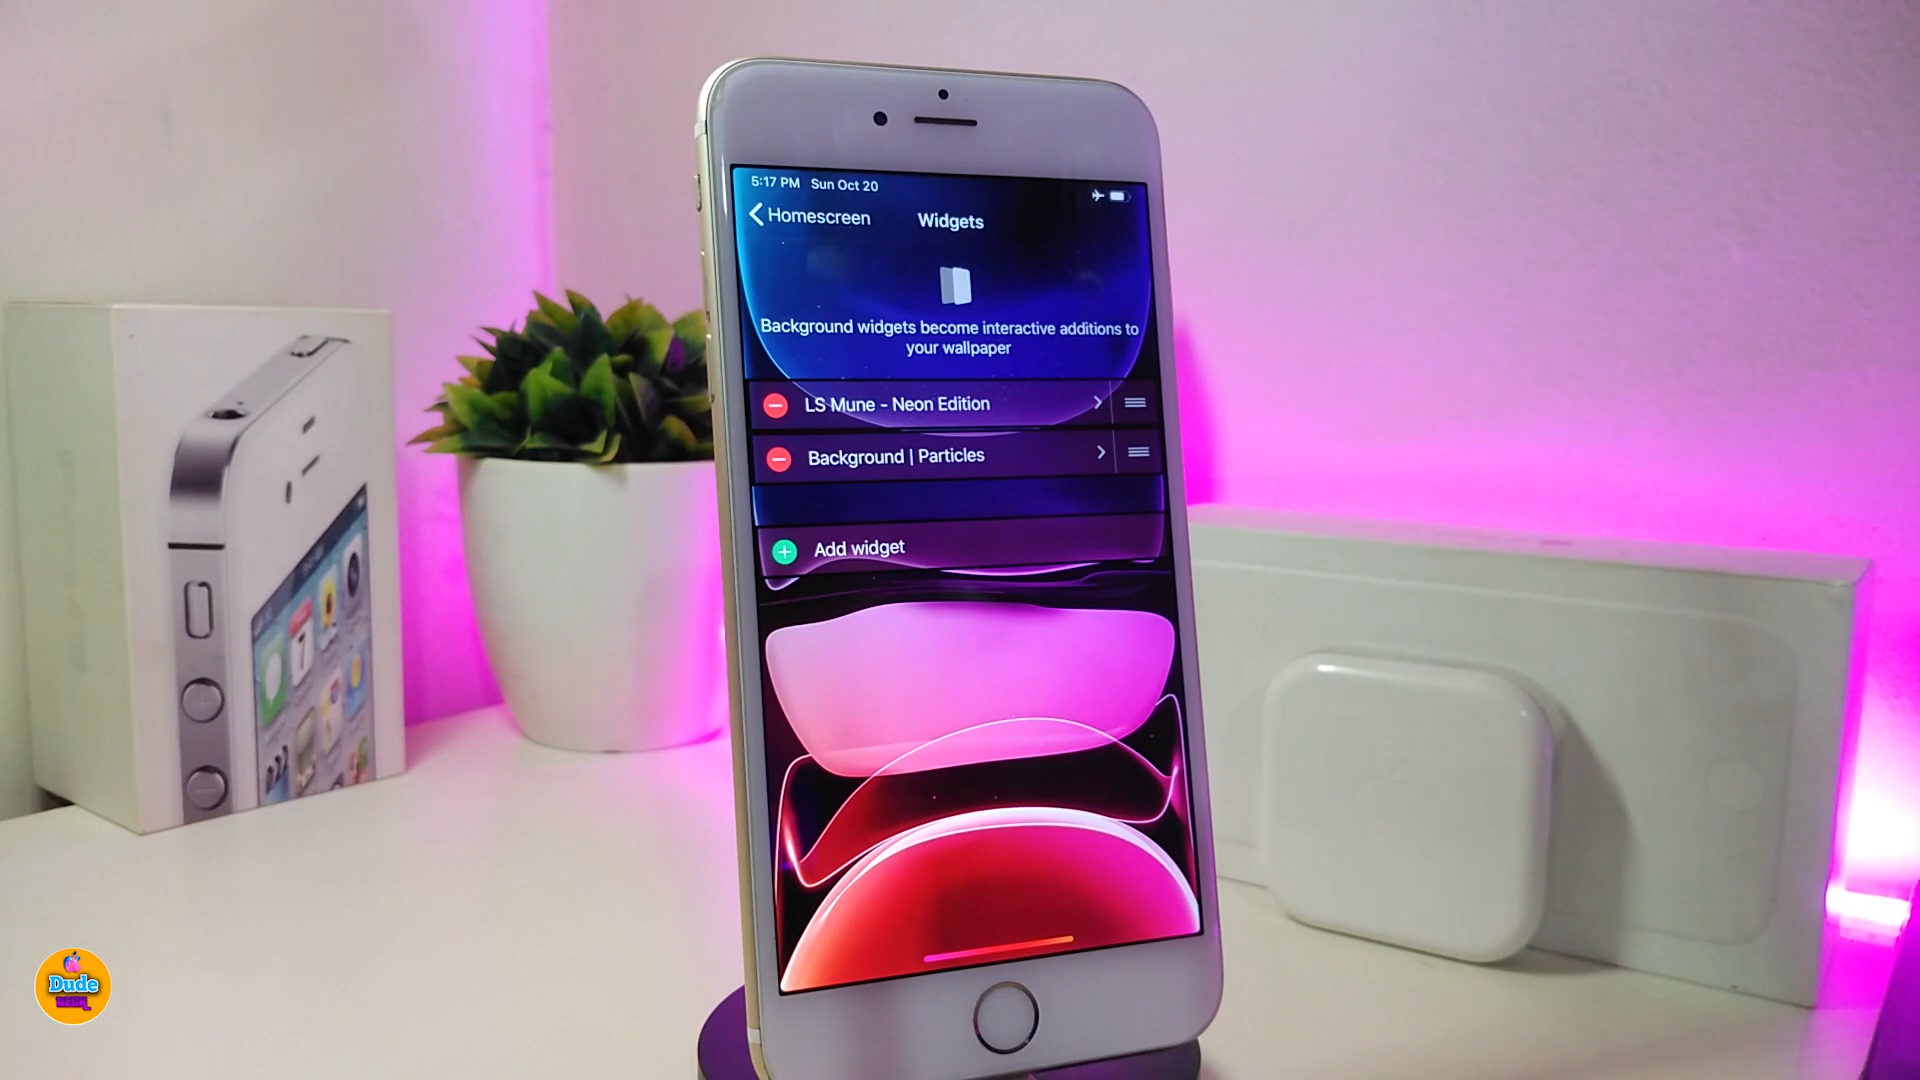 5:17 PM Sun Oct 20
Homescreen
Widgets
Background widgets become interactive additions to
your wallpaper
LS Mune - Neon Edition
Background | Particles
Add widget
7
Dude